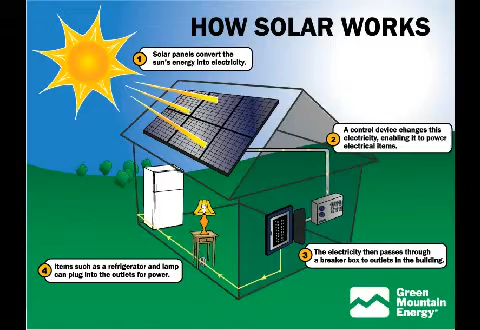 HOW SOLAR WORKS
1
Solar panels convert the
sun's energy into electricity.
2
A control device changes this
electricity, enabling it to power
electrical items.
3
The electricity then passes through
a breaker box to outlets in the building.
4
Items such as a refrigerator and lamp
can plug into the outlets for power.
Green
Mountain
Energy®